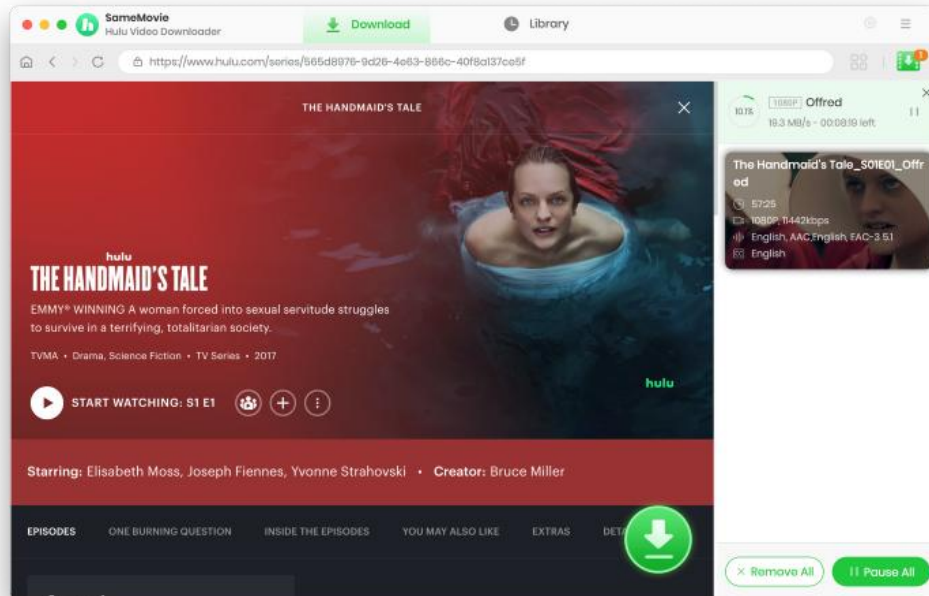 SameMovie
Hulu Video Downloader
Download
Library
https://www.hulu.com/series/565d8976-9d26-4e63-866c-40f8a137ce5f
1
THE HANDMAID'S TALE
hulu
THE HANDMAID'S TALE
EMMY® WINNING A woman forced into sexual servitude struggles
to survive in a terrifying, totalitarian society.
TVMA • Drama, Science Fiction • TV Series • 2017
START WATCHING: S1 E1
hulu
Starring: Elisabeth Moss, Joseph Fiennes, Yvonne Strahovski • Creator: Bruce Miller
EPISODES ONE BURNING QUESTION INSIDE THE EPISODES YOU MAY ALSO LIKE EXTRAS
10.1% 1080P Offred
19.3 MB/s - 00:08:19 left
The Handmaid's Tale_S01E01_Offr
ed
57:25
1080P, 11442kbps
English, AAC,English, EAC-3 5.1
English
Remove All
Pause All